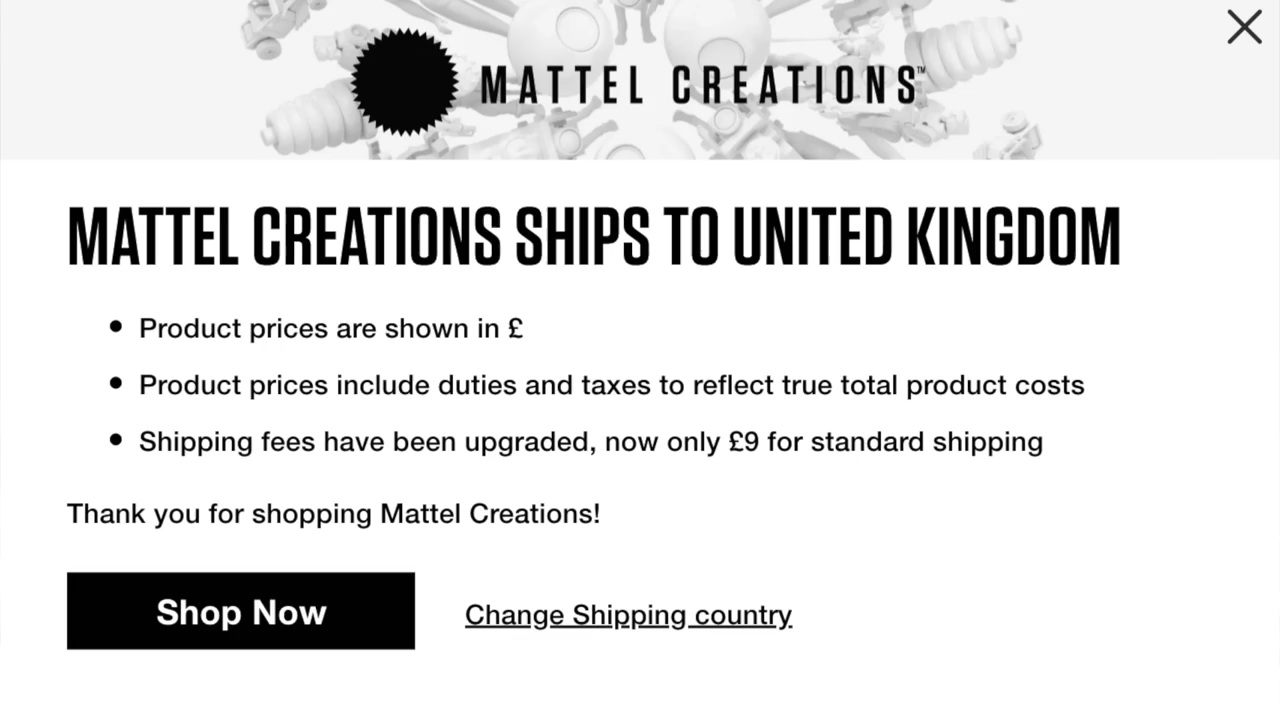 MATTEL CREATIONS™
MATTEL CREATIONS SHIPS TO UNITED KINGDOM
• Product prices are shown in £
• Product prices include duties and taxes to reflect true total product costs
• Shipping fees have been upgraded, now only £9 for standard shipping
Thank you for shopping Mattel Creations!
Shop Now
Change Shipping country